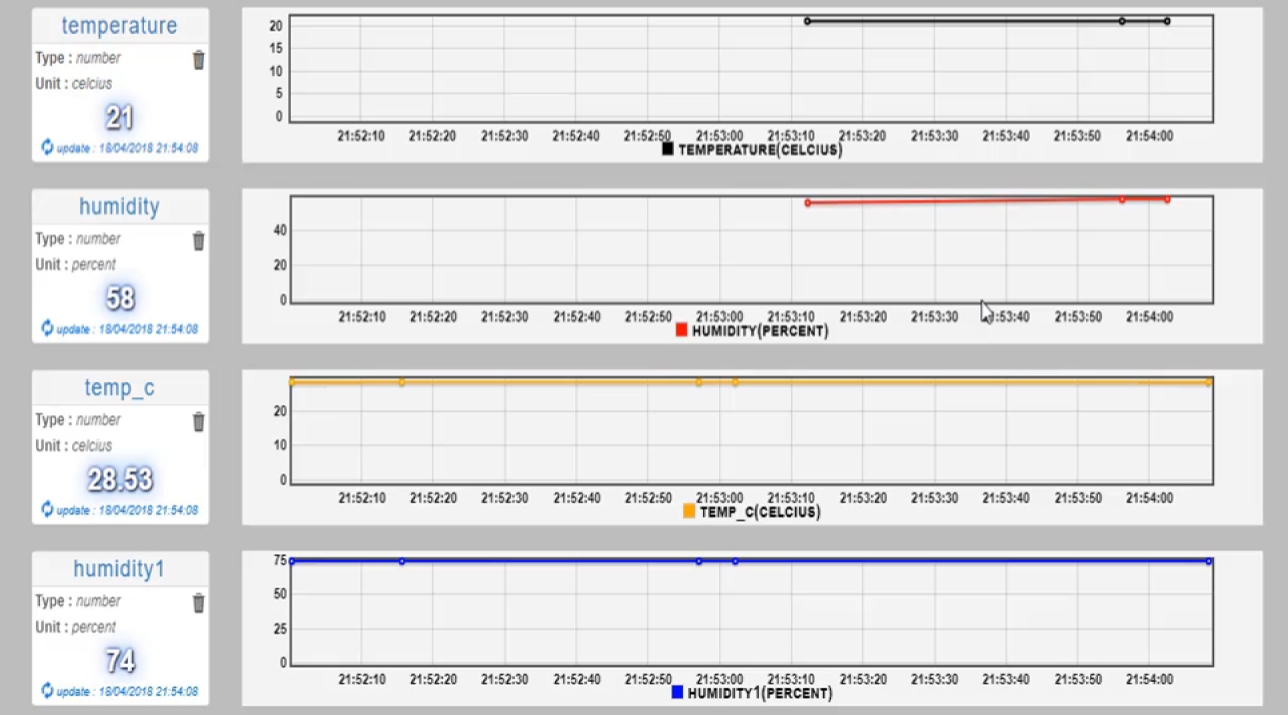 temperature
Type : number
Unit : celcius
21
update : 18/04/2018 21:54:08
20
15
10
5
0
21:52:10 21:52:20 21:52:30 21:52:40 21:52:50 21:53:00 21:53:10 21:53:20 21:53:30 21:53:40 21:53:50 21:54:00
TEMPERATURE(CELCIUS)
humidity
Type : number
Unit : percent
58
update : 18/04/2018 21:54:08
40
20
0
21:52:10 21:52:20 21:52:30 21:52:40 21:52:50 21:53:00 21:53:10 21:53:20 21:53:30 21:53:40 21:53:50 21:54:00
HUMIDITY(PERCENT)
temp_c
Type : number
Unit : celcius
28.53
update : 18/04/2018 21:54:08
20
10
0
21:52:10 21:52:20 21:52:30 21:52:40 21:52:50 21:53:00 21:53:10 21:53:20 21:53:30 21:53:40 21:53:50 21:54:00
TEMP_C(CELCIUS)
humidity1
Type : number
Unit : percent
74
update : 18/04/2018 21:54:08
75
50
25
0
21:52:10 21:52:20 21:52:30 21:52:40 21:52:50 21:53:00 21:53:10 21:53:20 21:53:30 21:53:40 21:53:50 21:54:00
HUMIDITY1(PERCENT)